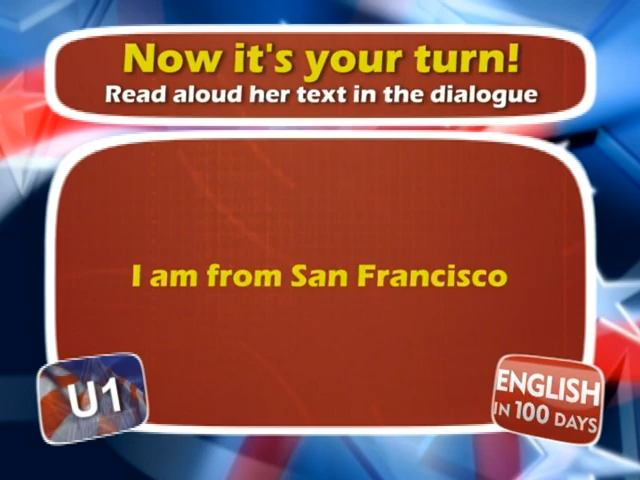 Now it's your turn!
Read aloud her text in the dialogue
I am from San Francisco
U1
ENGLISH
IN 100 DAYS